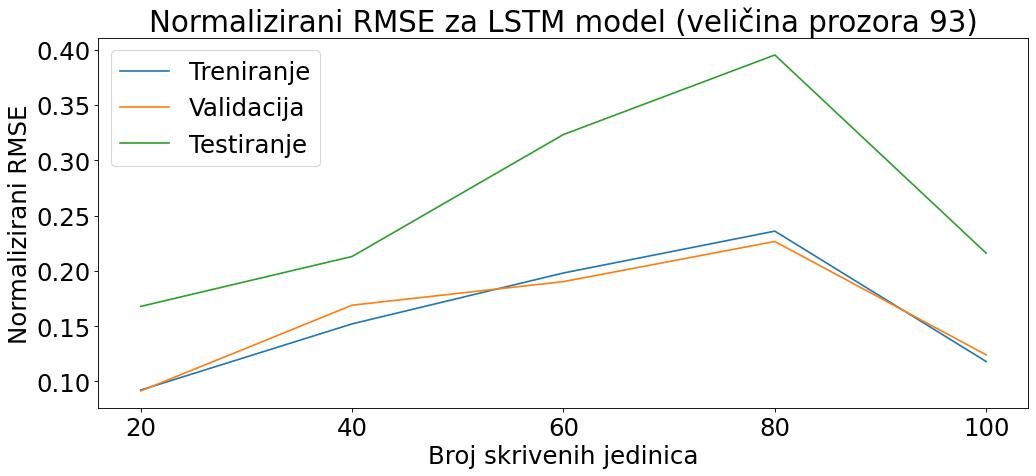 Normalizirani RMSE za LSTM model (veličina prozora 93)
Treniranje
Validacija
Testiranje
Normalizirani RMSE
0.40
0.35
0.30
0.25
0.20
0.15
0.10
20 40 60 80 100
Broj skrivenih jedinica